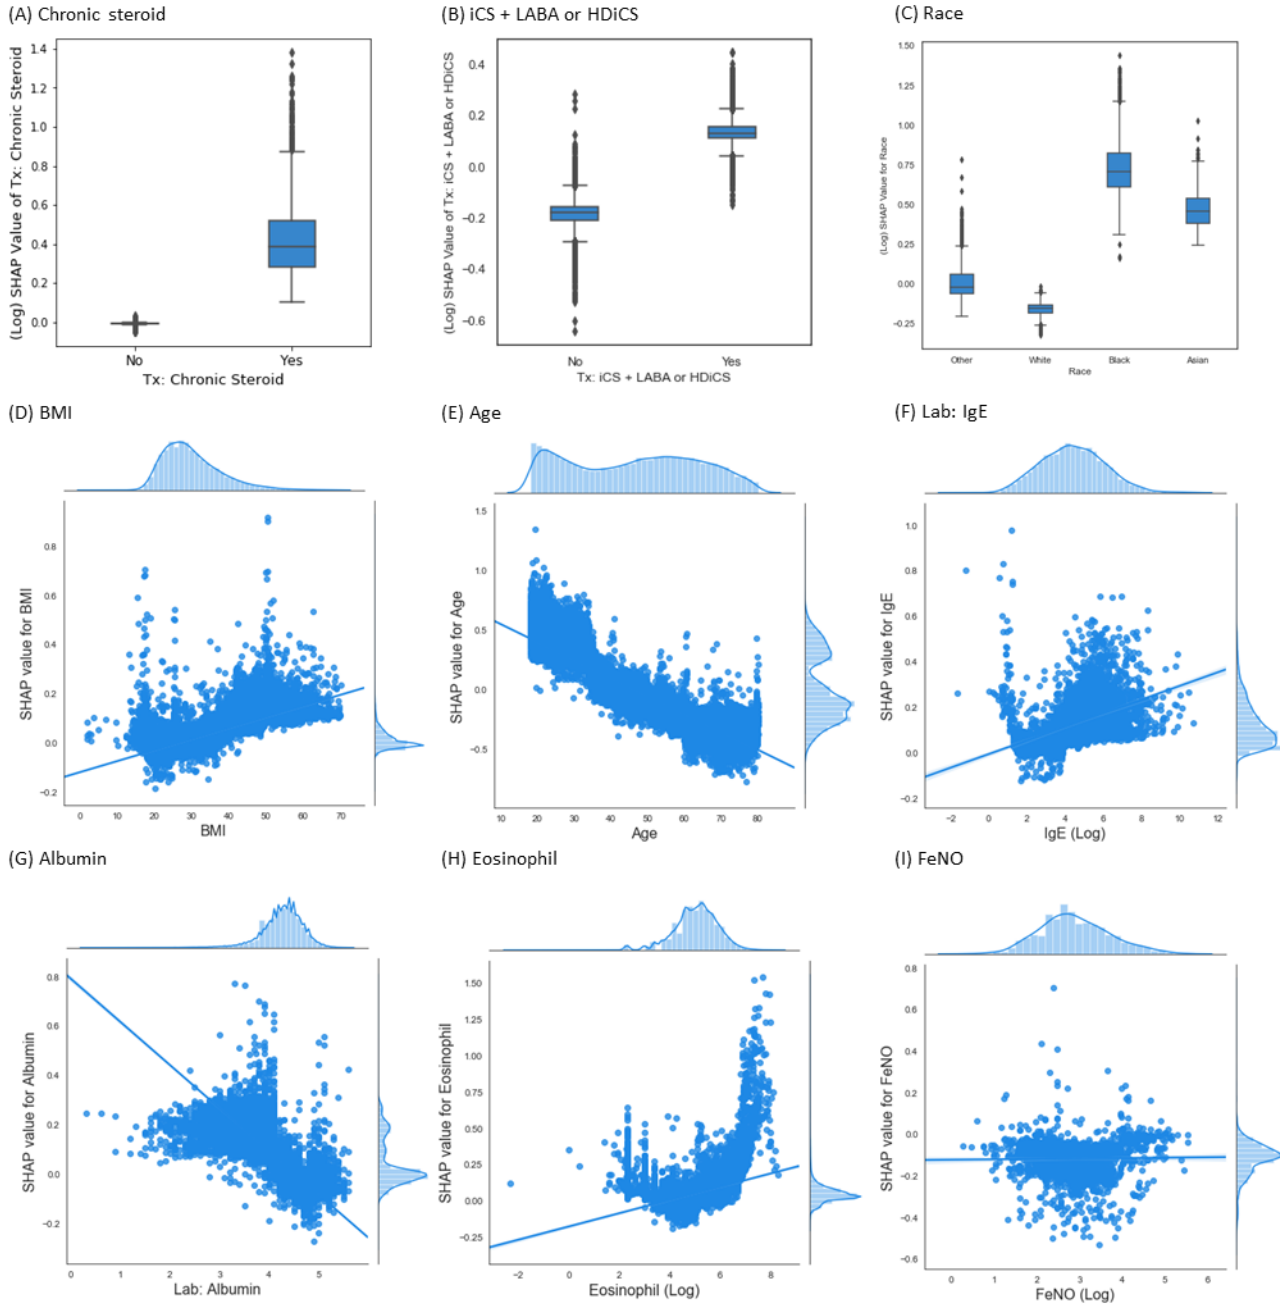 (A) Chronic steroid
(B) iCS + LABA or HDiCS
(C) Race
(Log) SHAP Value of Tx: Chronic Steroid
1.4
1.2
1.0
0.8
0.6
0.4
0.2
0.0
No
Yes
Tx: Chronic Steroid
(Log) SHAP Value of Tx: iCS + LABA or HDiCS
0.4
0.2
0.0
−0.2
−0.4
−0.6
No
Yes
Tx: iCS + LABA or HDiCS
(Log) SHAP Value for Race
1.50
1.25
1.00
0.75
0.50
0.25
0.00
−0.25
Other
White
Black
Asian
Race
(D) BMI
(E) Age
(F) Lab: IgE
SHAP value for BMI
0.8
0.6
0.4
0.2
0.0
−0.2
0 10 20 30 40 50 60 70
BMI
SHAP value for Age
1.5
1.0
0.5
0.0
−0.5
10 20 30 40 50 60 70 80
Age
SHAP value for IgE
1.0
0.8
0.6
0.4
0.2
0.0
−0.2
−2 0 2 4 6 8 10 12
IgE (Log)
(G) Albumin
(H) Eosinophil
(I) FeNO
SHAP value for Albumin
0.8
0.6
0.4
0.2
0.0
−0.2
0 1 2 3 4 5
Lab: Albumin
SHAP value for Eosinophil
1.50
1.25
1.00
0.75
0.50
0.25
0.00
−0.25
−2 0 2 4 6 8
Eosinophil (Log)
SHAP value for FeNO
0.8
0.6
0.4
0.2
0.0
−0.2
−0.4
−0.6
0 1 2 3 4 5 6
FeNO (Log)